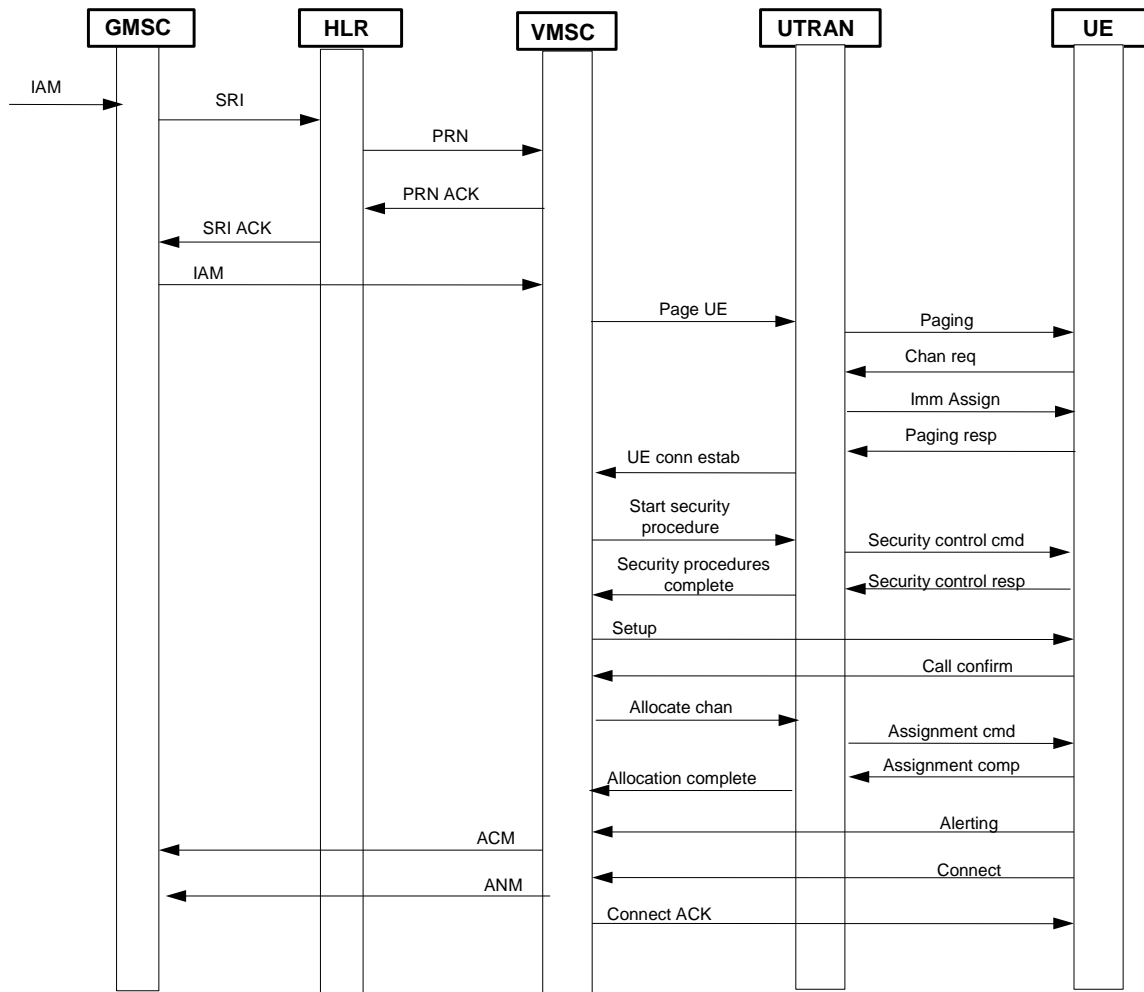 GMSC
HLR
VMSC
UTRAN
UE
IAM
SRI
PRN
PRN ACK
SRI ACK
IAM
Page UE
Paging
Chan req
Imm Assign
Paging resp
UE conn estab
Start security
procedure
Security control cmd
Security procedures
complete
Security control resp
Setup
Call confirm
Allocate chan
Assignment cmd
Assignment comp
Allocation complete
Alerting
ACM
Connect
ANM
Connect ACK